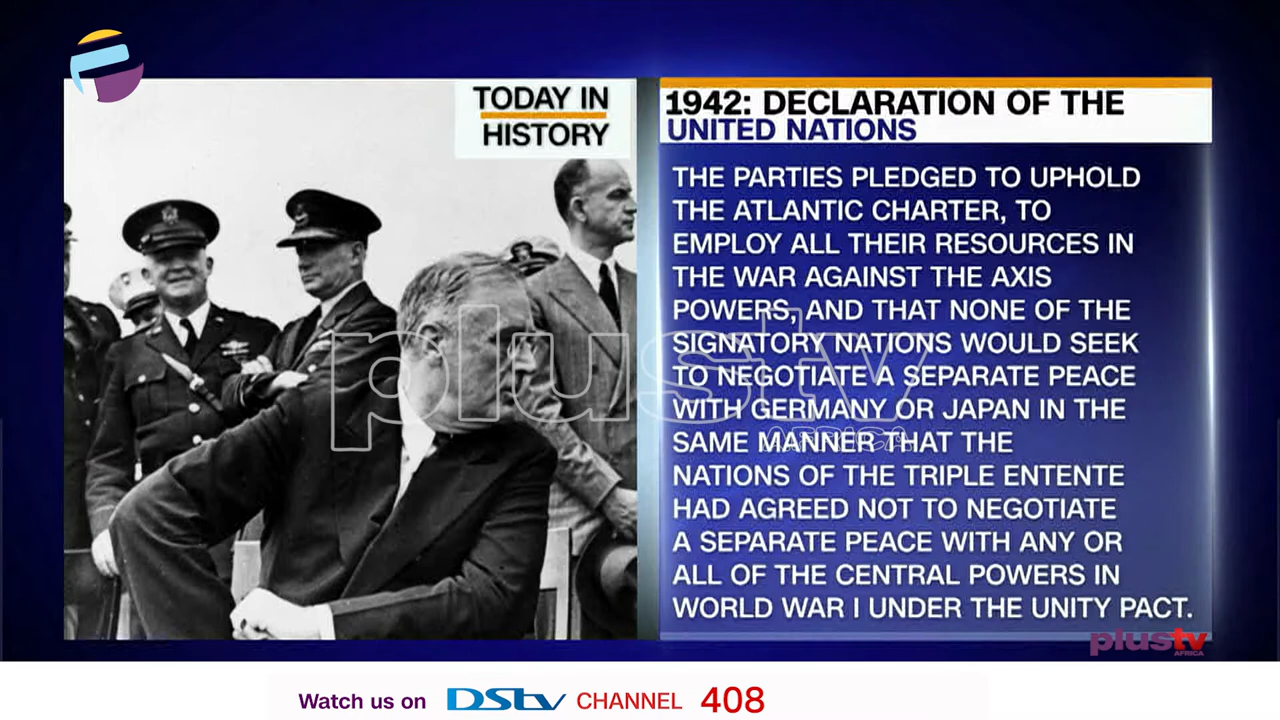 TODAY IN
HISTORY
1942: DECLARATION OF THE
UNITED NATIONS
THE PARTIES PLEDGED TO UPHOLD
THE ATLANTIC CHARTER, TO
EMPLOY ALL THEIR RESOURCES IN
THE WAR AGAINST THE AXIS
POWERS, AND THAT NONE OF THE
SIGNATORY NATIONS WOULD SEEK
TO NEGOTIATE A SEPARATE PEACE
WITH GERMANY OR JAPAN IN THE
SAME MANNER THAT THE
NATIONS OF THE TRIPLE ENTENTE
HAD AGREED NOT TO NEGOTIATE
A SEPARATE PEACE WITH ANY OR
ALL OF THE CENTRAL POWERS IN
WORLD WAR I UNDER THE UNITY PACT.
plustv
AFRICA
plustv
AFRICA
Watch us on DStv CHANNEL 408